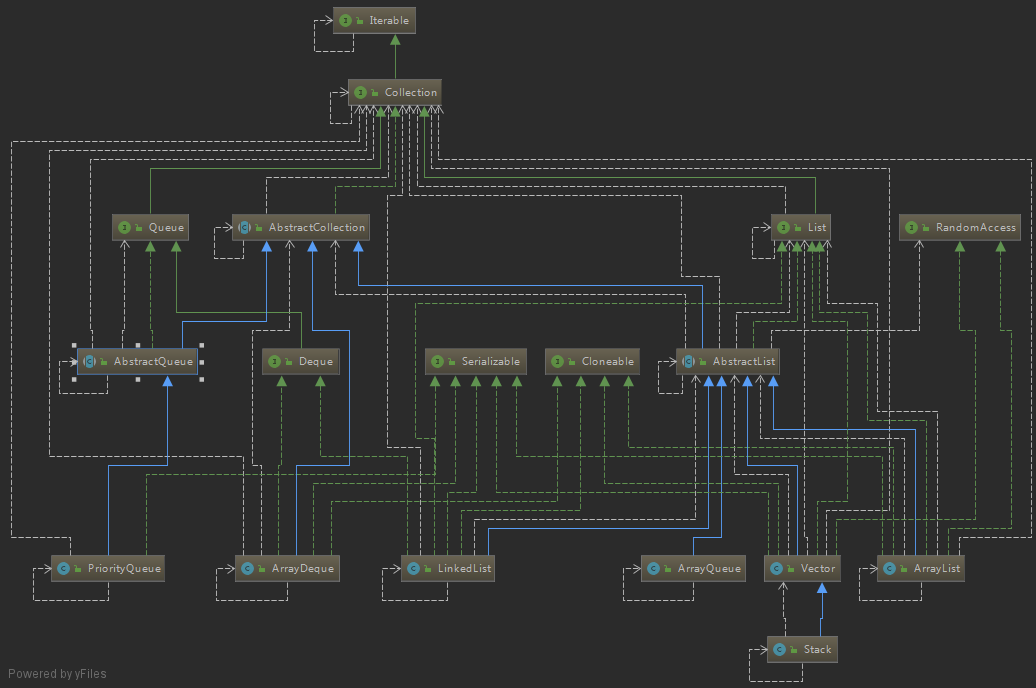 Iterable
Collection
Queue
AbstractCollection
List
RandomAccess
AbstractQueue
Deque
Serializable
Cloneable
AbstractList
PriorityQueue
ArrayDeque
LinkedList
ArrayQueue
Vector
ArrayList
Stack
Powered by yFiles